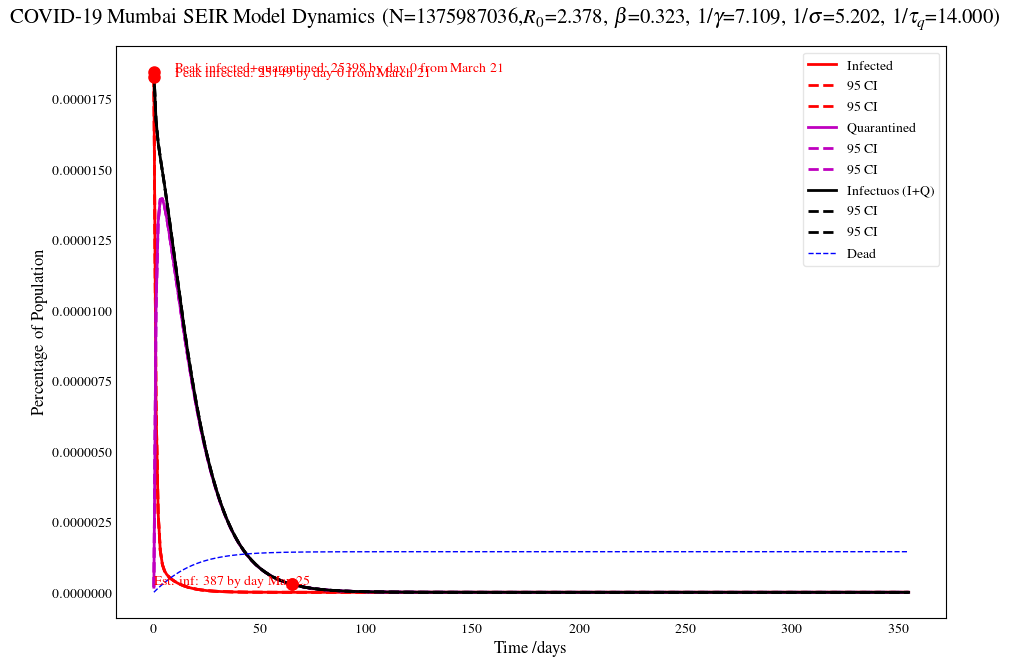 COVID-19 Mumbai SEIR Model Dynamics (N=1375987036,R₀=2.378, β=0.323, 1/γ=7.109, 1/σ=5.202, 1/τ_q=14.000)
Peak infected+quarantined: 25398 by day 0 from March 21
Peak infected: 25149 by day 0 from March 21
Infected
95 CI
95 CI
Quarantined
95 CI
95 CI
Infectuos (I+Q)
95 CI
95 CI
Dead
Percentage of Population
0.0000175
0.0000150
0.0000125
0.0000100
0.0000075
0.0000050
0.0000025
0.0000000
Est. inf: 387 by day May 25
0 50 100 150 200 250 300 350
Time /days